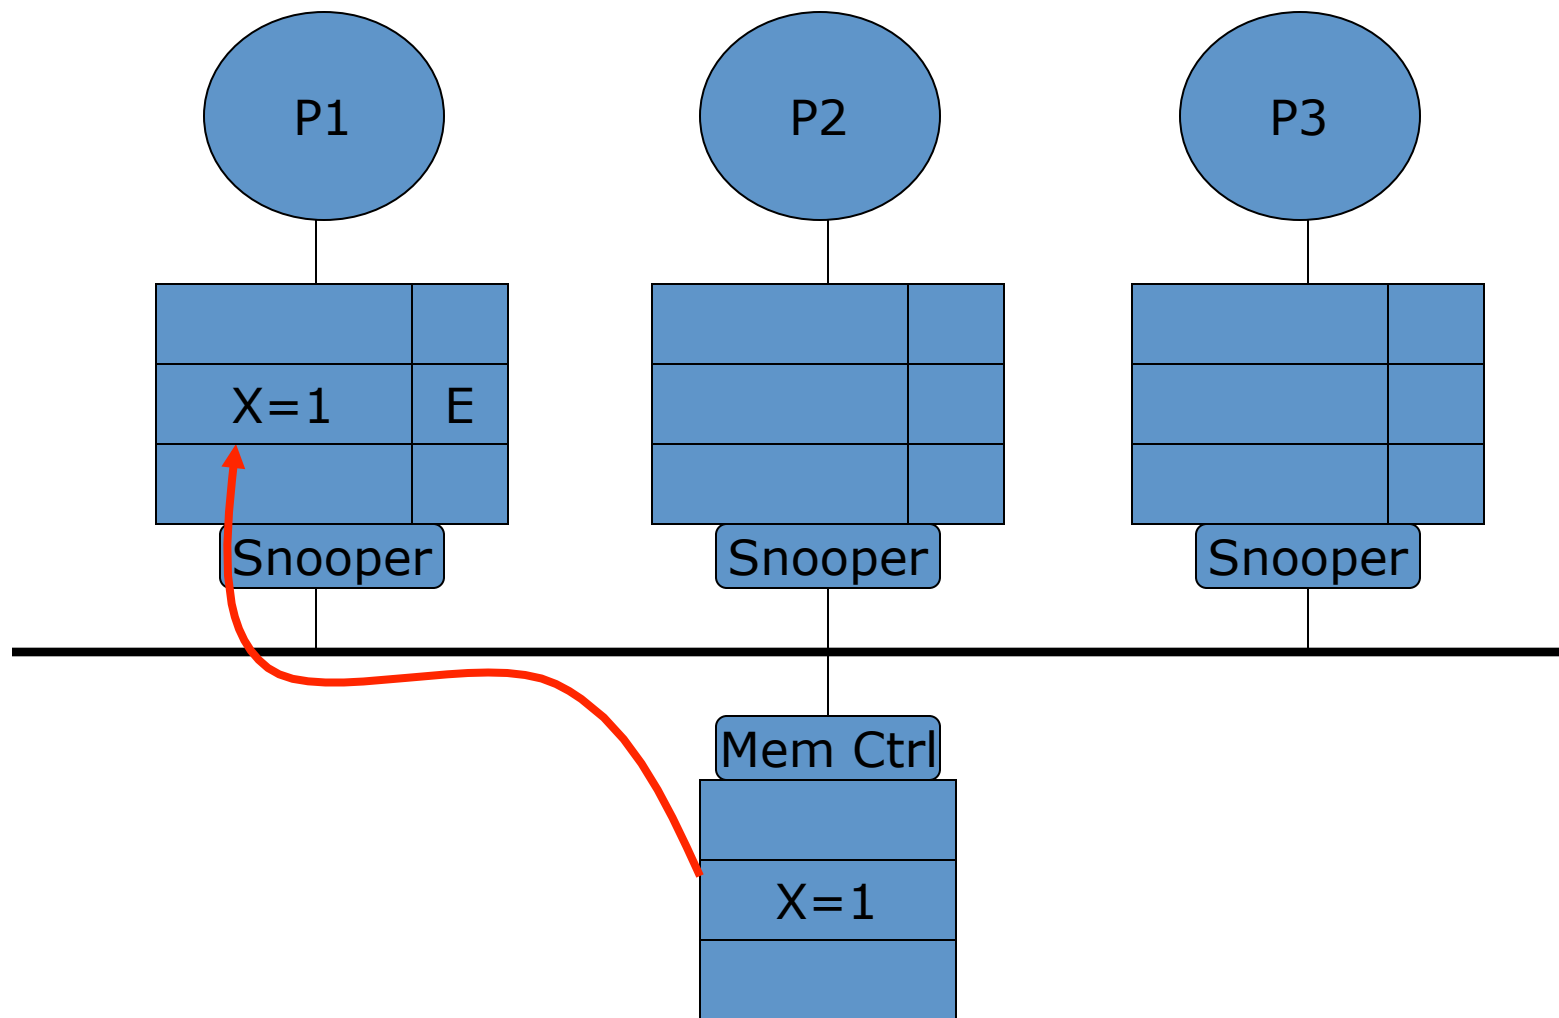 P1
P2
P3
X=1
E
Snooper
Snooper
Snooper
Mem Ctrl
X=1